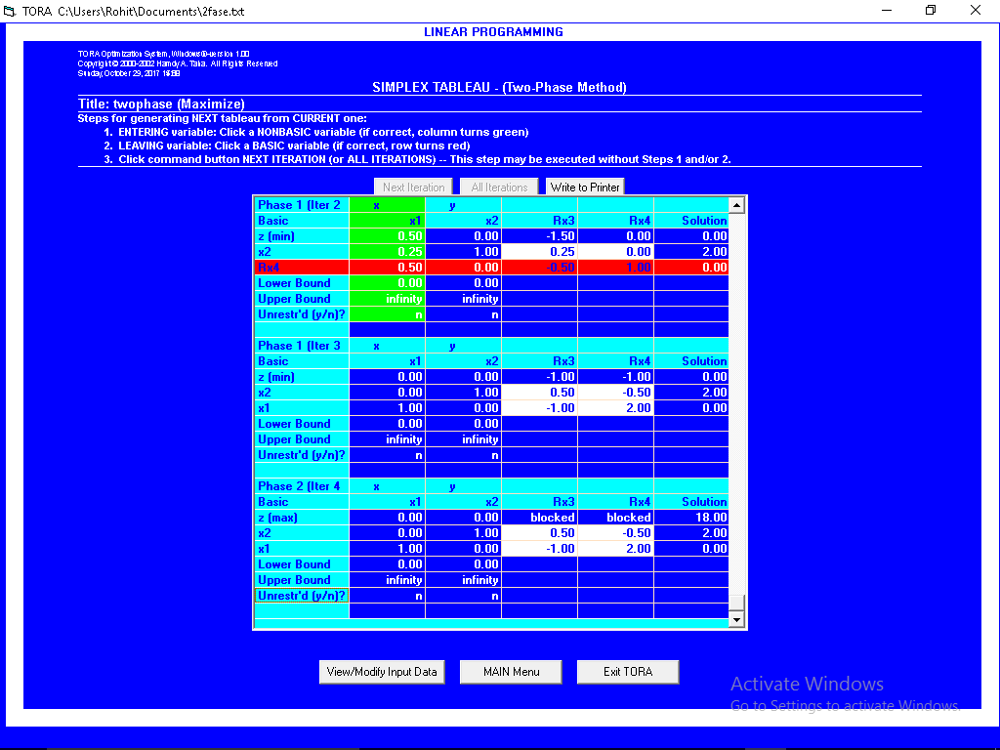 TORA C:\Users\Rohit\Documents\2fase.txt
LINEAR PROGRAMMING
TORA Optimization System, Windows®-version 1.00
Copyright © 2000-2002 Hamdy A. Taha. All Rights Reserved
Sunday, October 29, 2017
SIMPLEX TABLEAU - (Two-Phase Method)
Title: twophase (Maximize)
Steps for generating NEXT tableau from CURRENT one:
1. ENTERING variable: Click a NONBASIC variable (if correct, column turns green)
2. LEAVING variable: Click a BASIC variable (if correct, row turns red)
3. Click command button NEXT ITERATION (or ALL ITERATIONS) -- This step may be executed without Steps 1 and/or 2.
Next Iteration All Iterations Write to Printer
Phase 1 (Iter 2 x y
Basic x1 x2 Rx3 Rx4 Solution
z (min) 0.50 0.00 -1.50 0.00 0.00
x2 0.25 1.00 0.25 0.00 2.00
Rx4 0.50 0.00 -0.50 1.00 0.00
Lower Bound 0.00 0.00
Upper Bound infinity infinity
Unrestr'd (y/n)? n n
Phase 1 (Iter 3 x y
Basic x1 x2 Rx3 Rx4 Solution
z (min) 0.00 0.00 -1.00 -1.00 0.00
x2 0.00 1.00 0.50 -0.50 2.00
x1 1.00 0.00 -1.00 2.00 0.00
Lower Bound 0.00 0.00
Upper Bound infinity infinity
Unrestr'd (y/n)? n n
Phase 2 (Iter 4 x y
Basic x1 x2 Rx3 Rx4 Solution
z (max) 0.00 0.00 blocked blocked 18.00
x2 0.00 1.00 0.50 -0.50 2.00
x1 1.00 0.00 -1.00 2.00 0.00
Lower Bound 0.00 0.00
Upper Bound infinity infinity
Unrestr'd (y/n)? n n
View/Modify Input Data MAIN Menu Exit TORA
Activate Windows
Go to Settings to activate Windows.